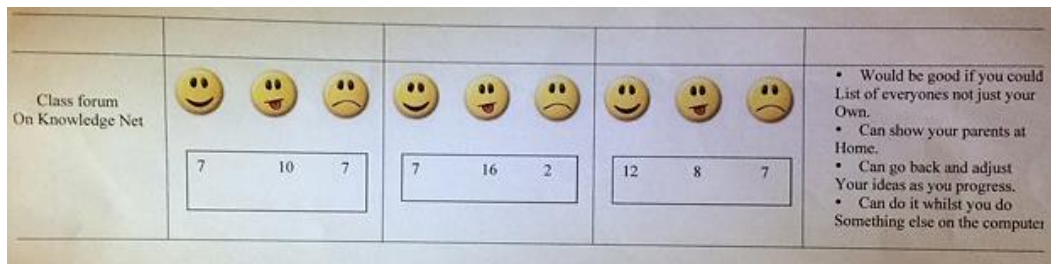 Class forum
On Knowledge Net
7 10 7
7 16 2
12 8 7
• Would be good if you could
List of everyones not just your
Own.
• Can show your parents at
Home.
• Can go back and adjust
Your ideas as you progress.
• Can do it whilst you do
Something else on the computer